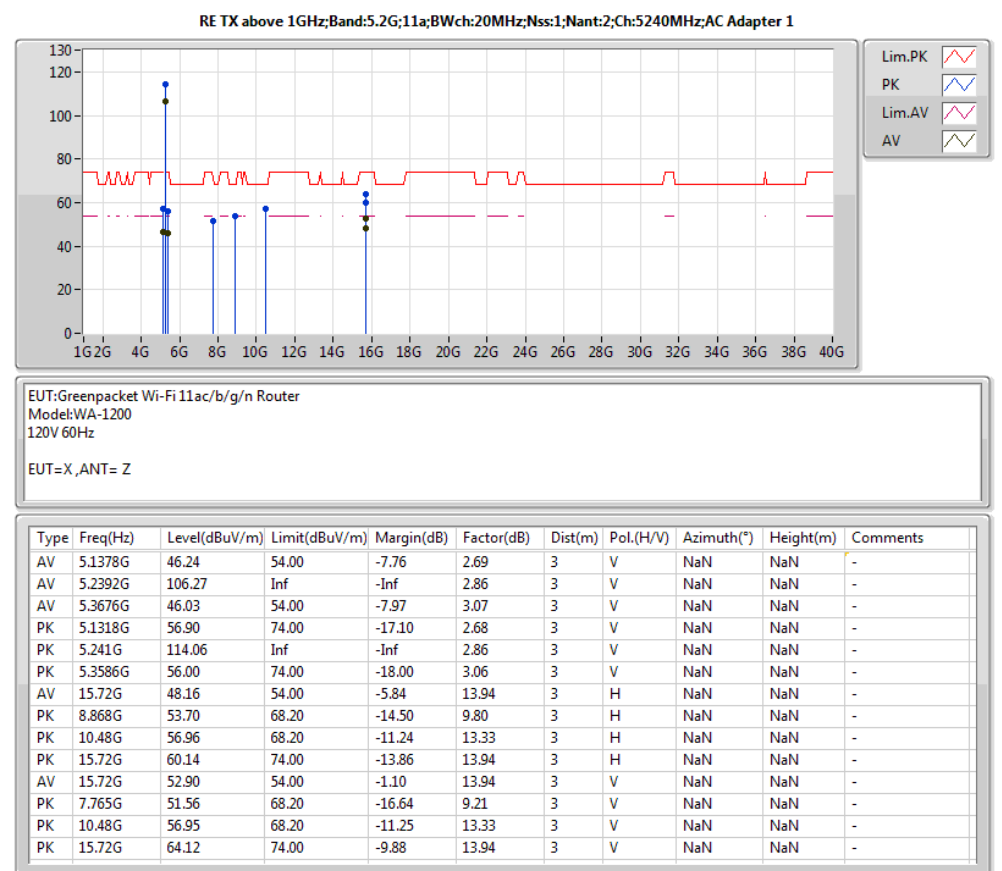 RE TX above 1GHz;Band:5.2G;11a;BWch:20MHz;Nss:1;Nant:2;Ch:5240MHz;AC Adapter 1
130
120
100
80
60
40
20
0
1G 2G 4G 6G 8G 10G 12G 14G 16G 18G 20G 22G 24G 26G 28G 30G 32G 34G 36G 38G 40G
Lim.PK
PK
Lim.AV
AV
EUT:Greenpacket Wi-Fi 11ac/b/g/n Router
Model:WA-1200
120V 60Hz
EUT=X ,ANT= Z
Type Freq(Hz) Level(dBuV/m) Limit(dBuV/m) Margin(dB) Factor(dB) Dist(m) Pol.(H/V) Azimuth(°) Height(m) Comments
AV 5.1378G 46.24 54.00 -7.76 2.69 3 V NaN NaN -
AV 5.2392G 106.27 Inf -Inf 2.86 3 V NaN NaN -
AV 5.3676G 46.03 54.00 -7.97 3.07 3 V NaN NaN -
PK 5.1318G 56.90 74.00 -17.10 2.68 3 V NaN NaN -
PK 5.241G 114.06 Inf -Inf 2.86 3 V NaN NaN -
PK 5.3586G 56.00 74.00 -18.00 3.06 3 V NaN NaN -
AV 15.72G 48.16 54.00 -5.84 13.94 3 H NaN NaN -
PK 8.868G 53.70 68.20 -14.50 9.80 3 H NaN NaN -
PK 10.48G 56.96 68.20 -11.24 13.33 3 H NaN NaN -
PK 15.72G 60.14 74.00 -13.86 13.94 3 H NaN NaN -
AV 15.72G 52.90 54.00 -1.10 13.94 3 V NaN NaN -
PK 7.765G 51.56 68.20 -16.64 9.21 3 V NaN NaN -
PK 10.48G 56.95 68.20 -11.25 13.33 3 V NaN NaN -
PK 15.72G 64.12 74.00 -9.88 13.94 3 V NaN NaN -